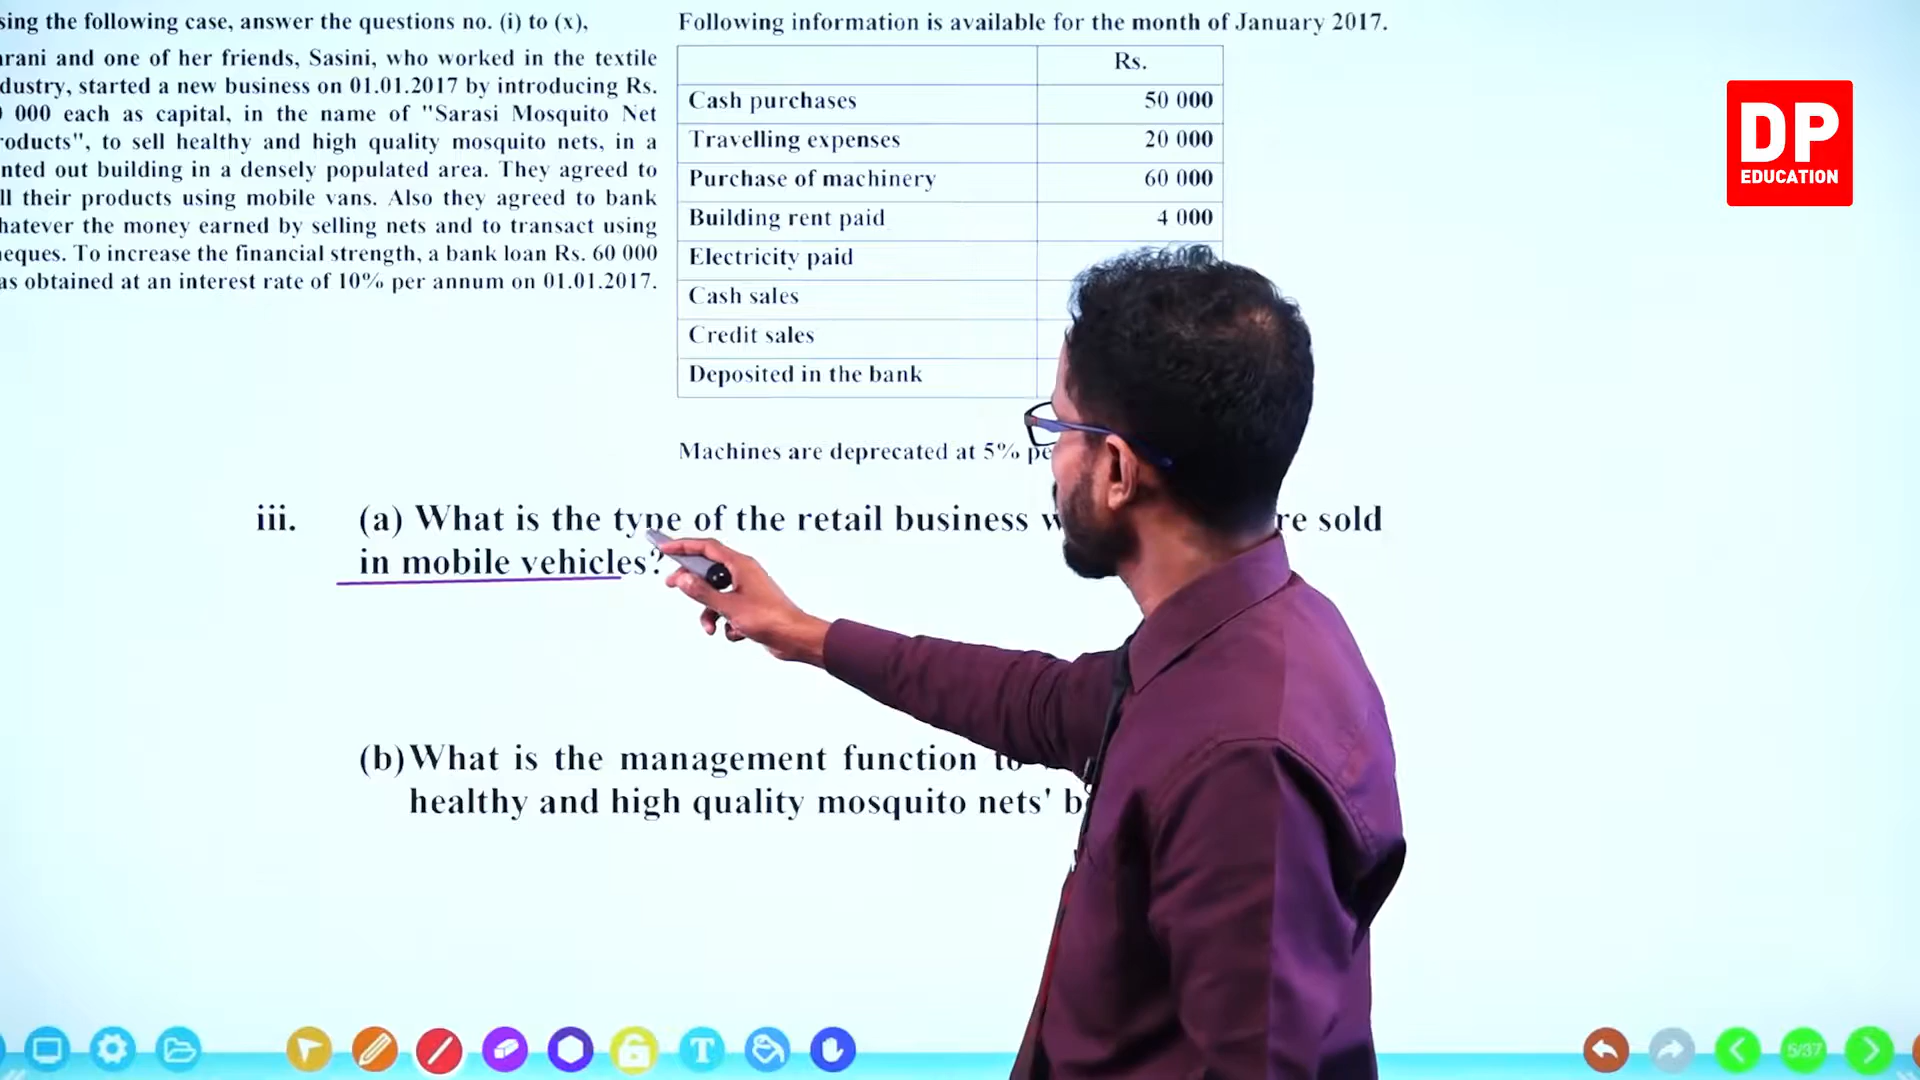 sing the following case, answer the questions no. (i) to (x),
rani and one of her friends, Sasini, who worked in the textile
dustry, started a new business on 01.01.2017 by introducing Rs.
000 each as capital, in the name of "Sarasi Mosquito Net
roducts", to sell healthy and high quality mosquito nets, in a
nted out building in a densely populated area. They agreed to
ll their products using mobile vans. Also they agreed to bank
hatever the money earned by selling nets and to transact using
eques. To increase the financial strength, a bank loan Rs. 60 000
as obtained at an interest rate of 10% per annum on 01.01.2017.
Following information is available for the month of January 2017.
Rs.
Cash purchases 50 000
Travelling expenses 20 000
Purchase of machinery 60 000
Building rent paid 4 000
Electricity paid
Cash sales
Credit sales
Deposited in the bank
Machines are deprecated at 5% pe
iii. (a) What is the type of the retail business w re sold
in mobile vehicles?
(b) What is the management function to
healthy and high quality mosquito nets' b
DP
EDUCATION
T
5/37